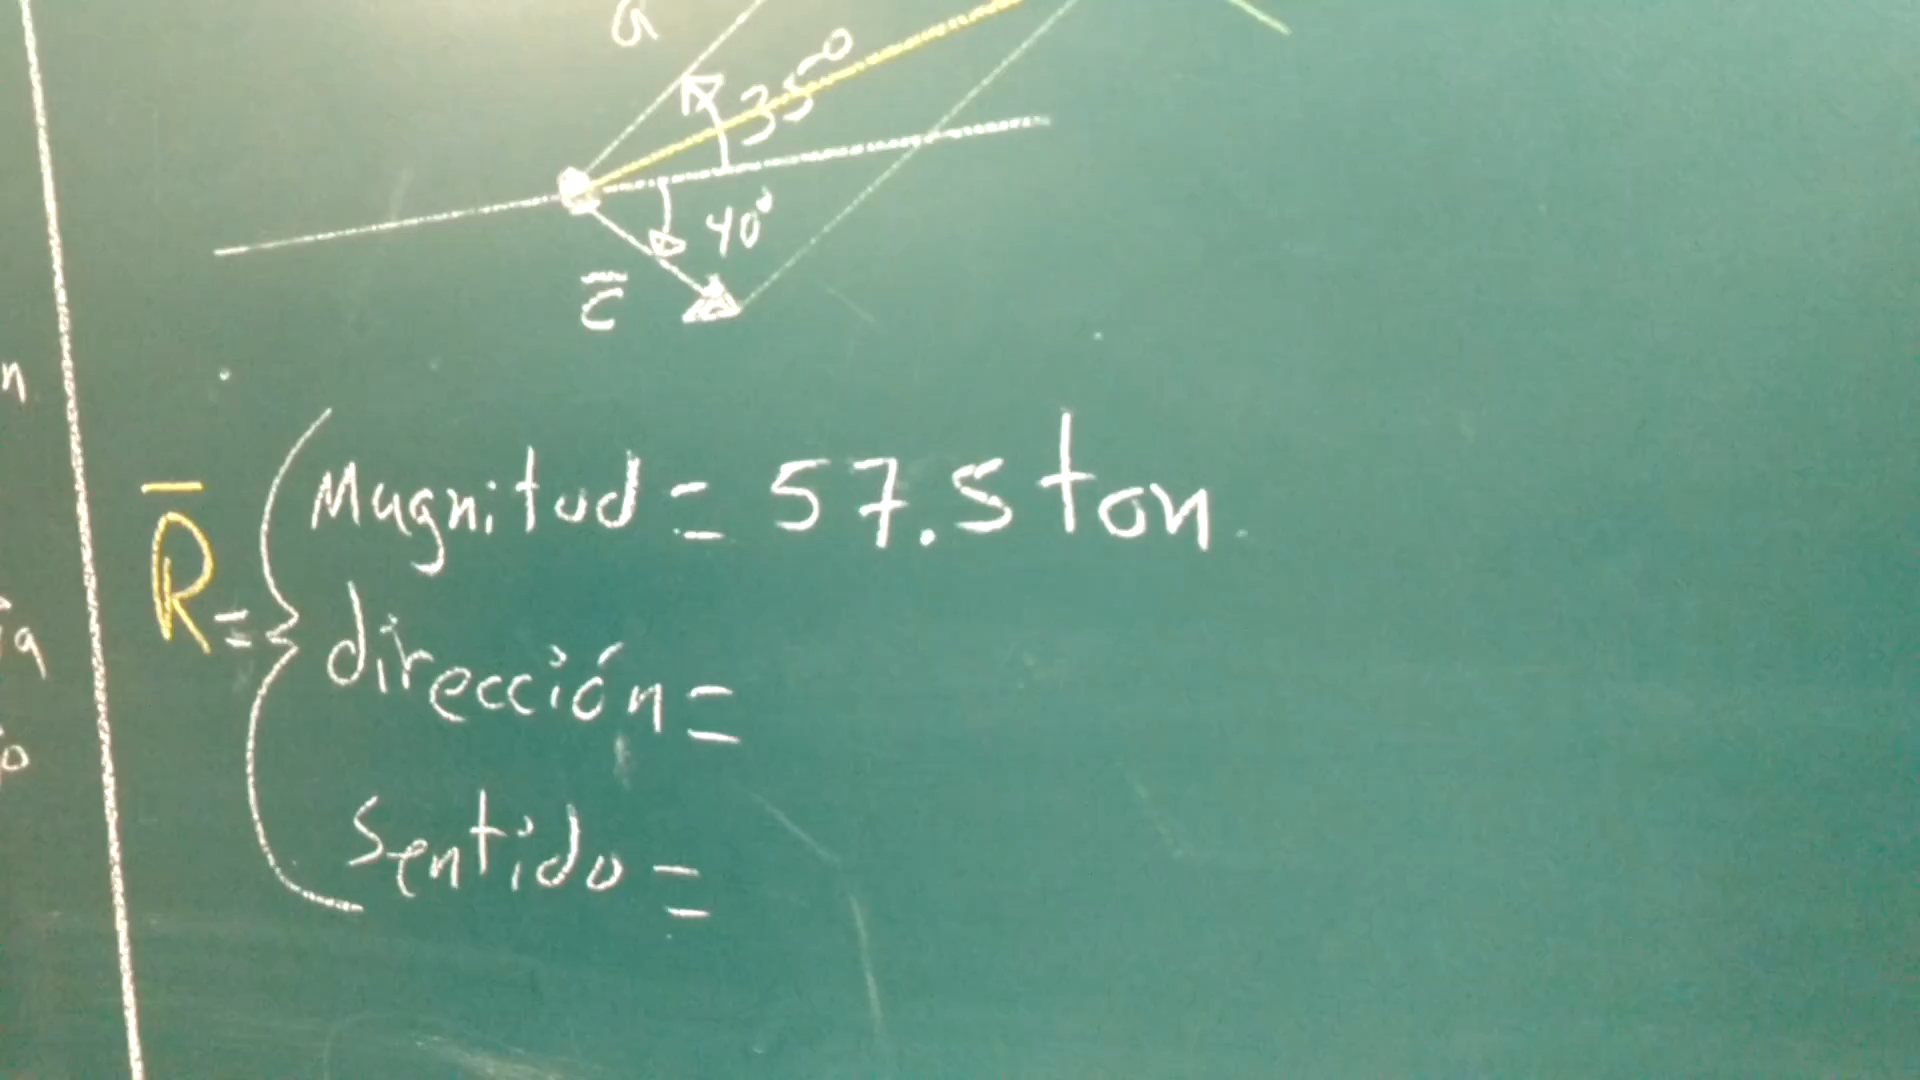 a
35°
40°
c
Magnitud = 57.5 ton
R =
dirección =
Sentido =